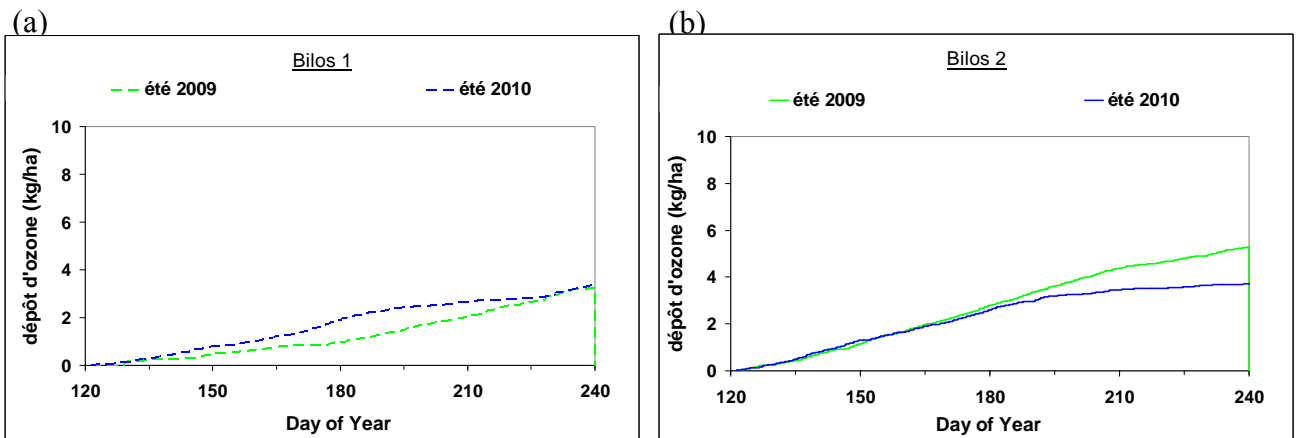 (a)
Bilos 1
été 2009 été 2010
dépôt d'ozone (kg/ha)
10
8
6
4
2
0
120 150 180 210 240
Day of Year
(b)
Bilos 2
été 2009 été 2010
dépôt d'ozone (kg/ha)
10
8
6
4
2
0
120 150 180 210 240
Day of Year